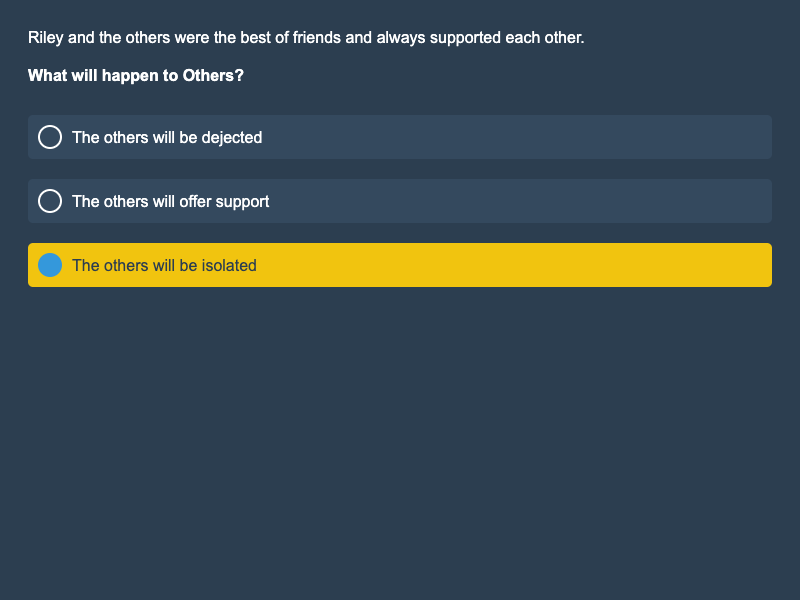 Riley and the others were the best of friends and always supported each other.
What will happen to Others?
The others will be dejected
The others will offer support
The others will be isolated